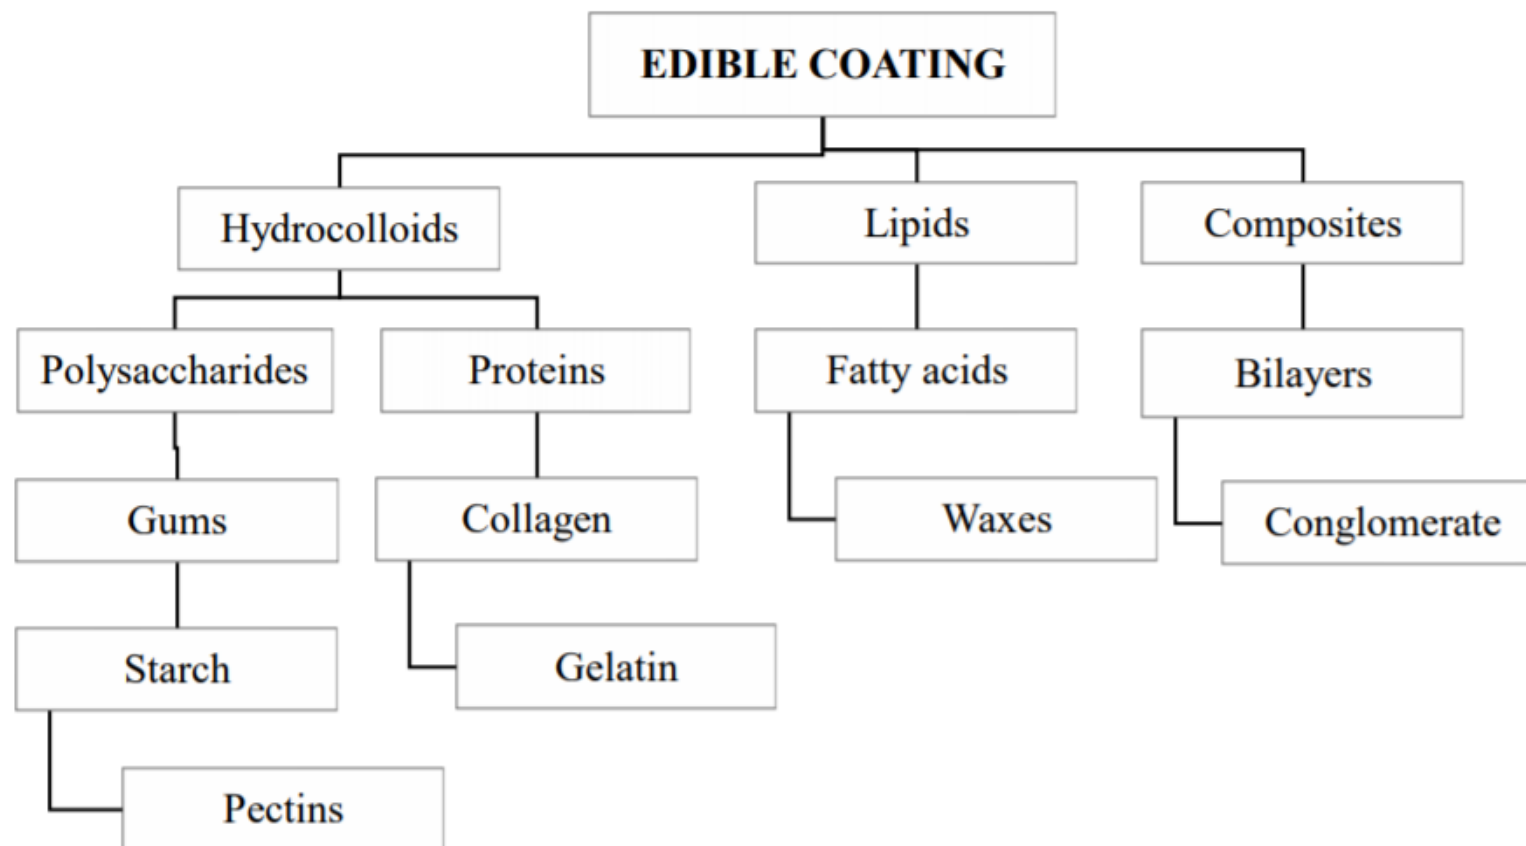 EDIBLE COATING
Hydrocolloids
Lipids
Composites
Polysaccharides
Proteins
Fatty acids
Bilayers
Gums
Collagen
Waxes
Conglomerate
Starch
Gelatin
Pectins